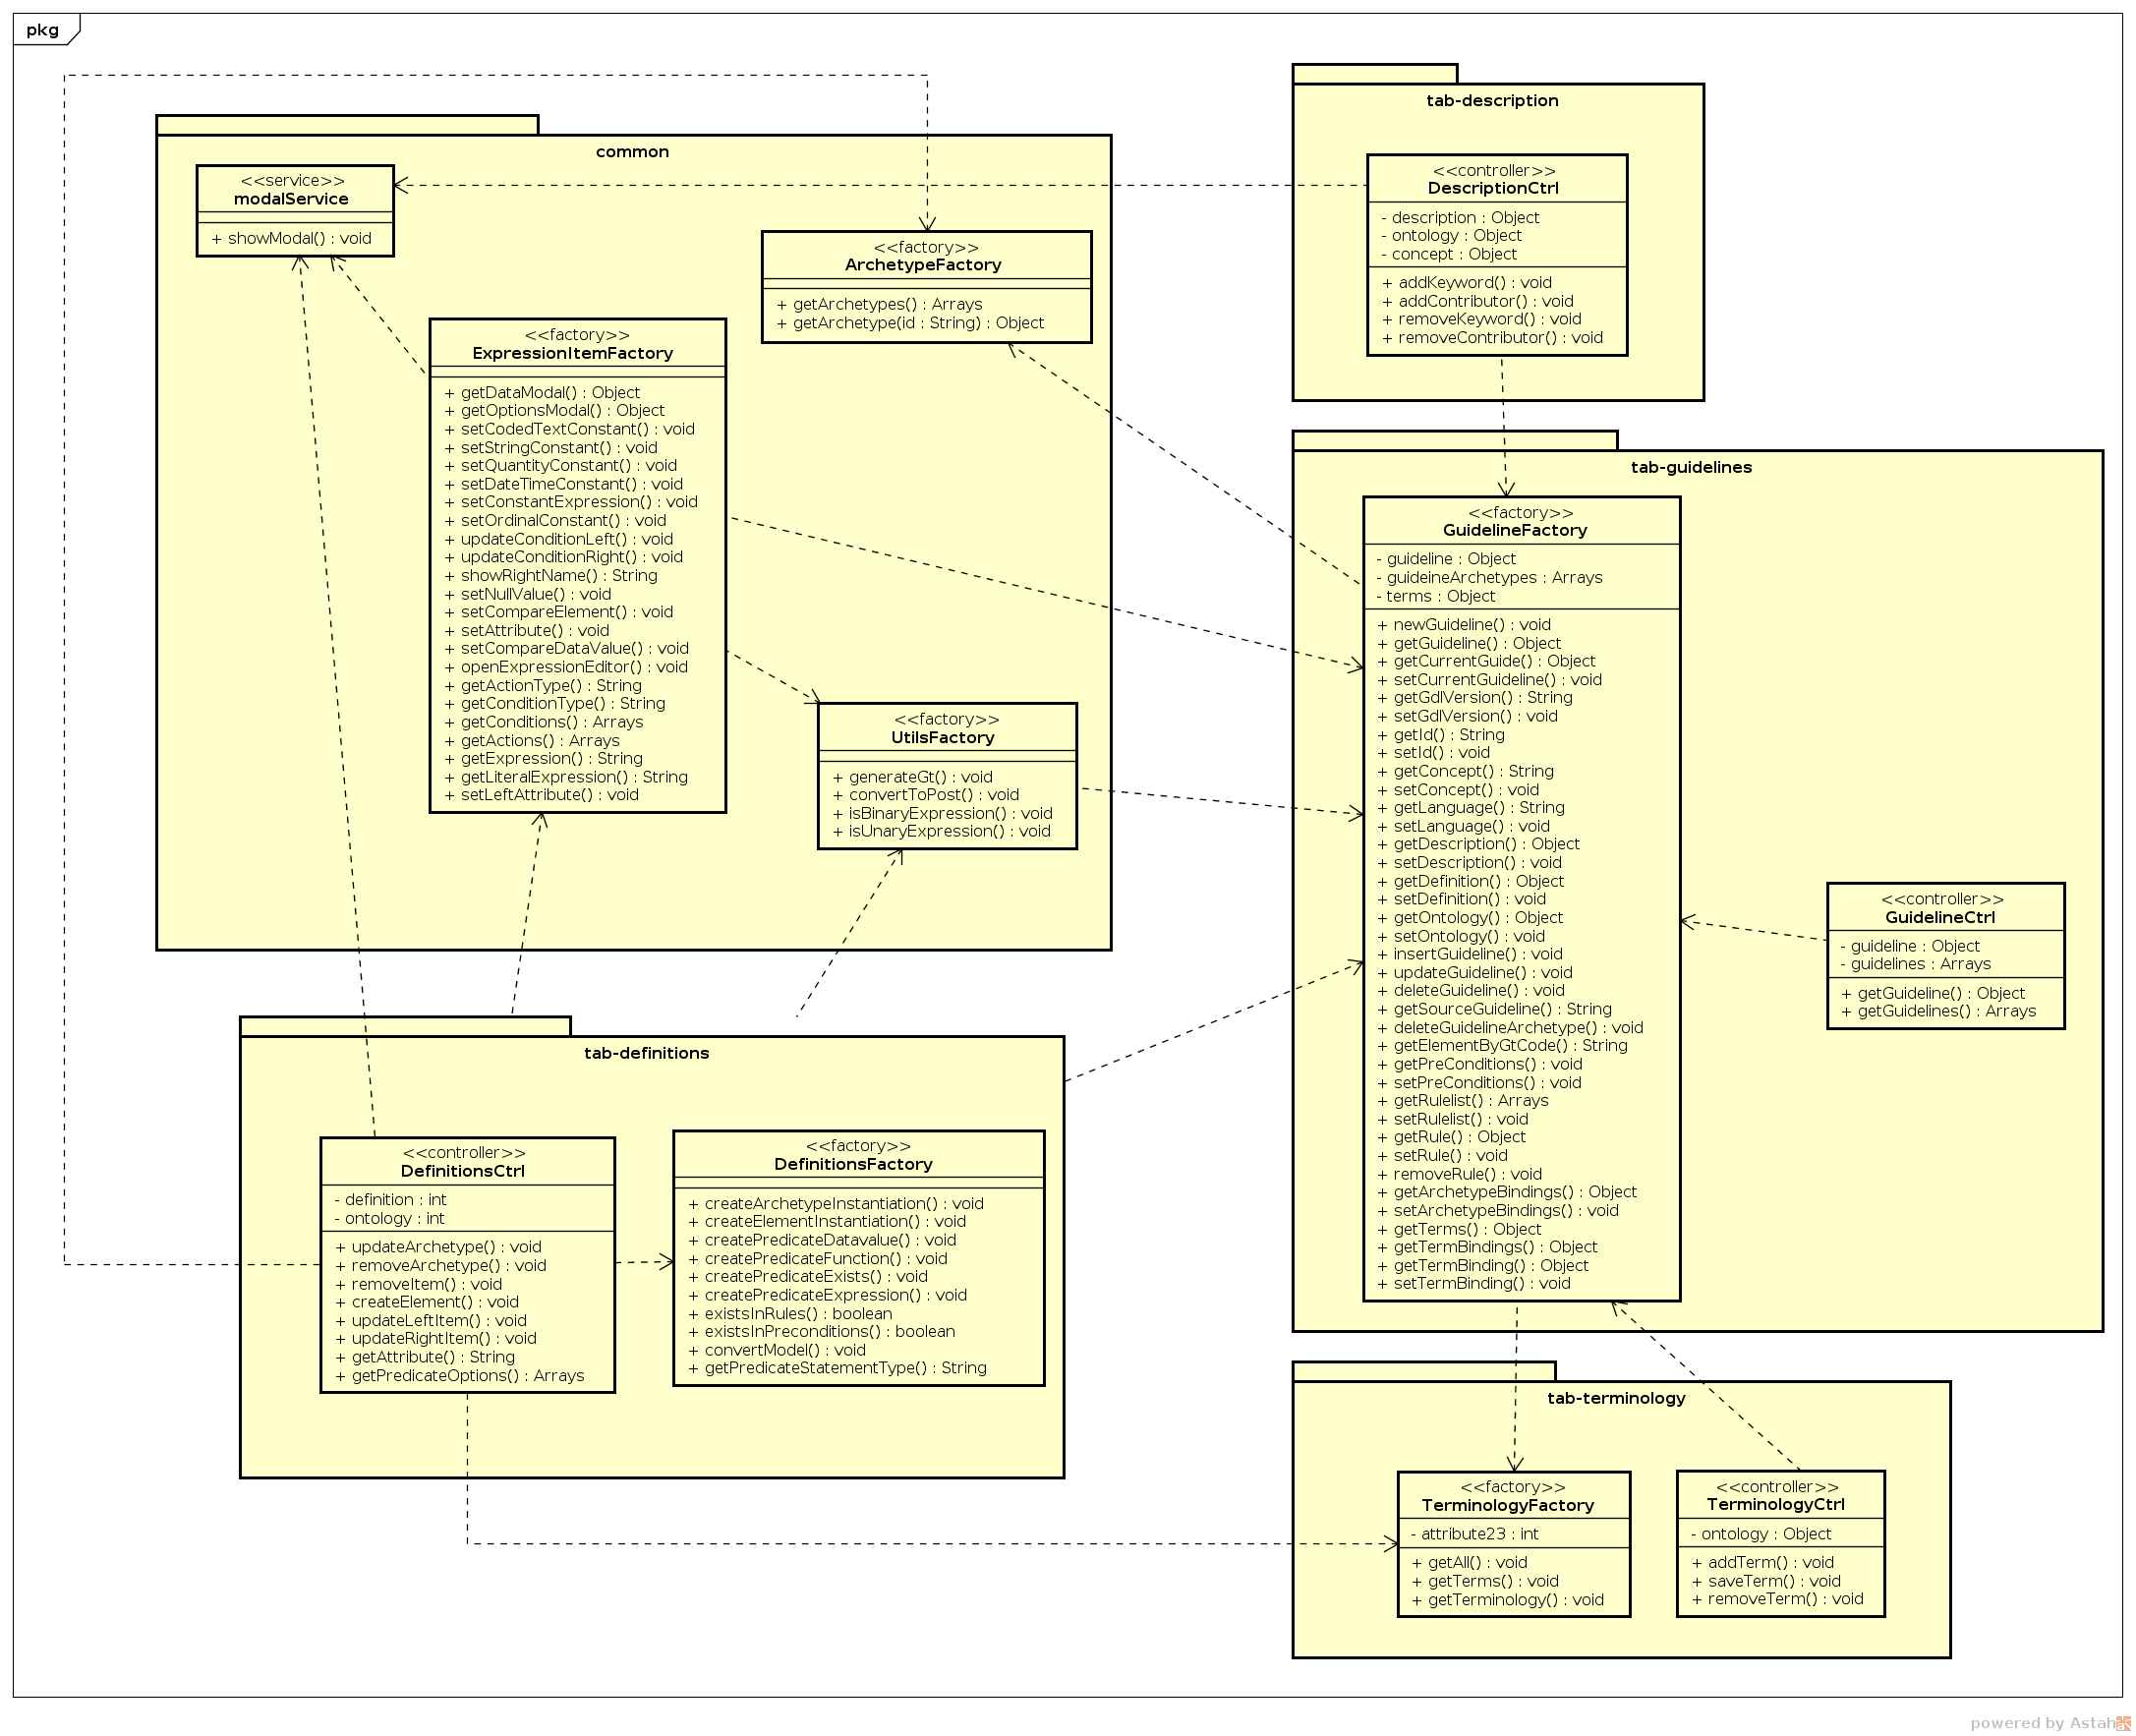 pkg
common
<<service>>
modalService
+ showModal() : void
<<factory>>
ArchetypeFactory
+ getArchetypes() : Arrays
+ getArchetype(id : String) : Object
<<factory>>
ExpressionItemFactory
+ getDataModal() : Object
+ getOptionsModal() : Object
+ setCodedTextConstant() : void
+ setStringConstant() : void
+ setQuantityConstant() : void
+ setDateTimeConstant() : void
+ setConstantExpression() : void
+ setOrdinalConstant() : void
+ updateConditionLeft() : void
+ updateConditionRight() : void
+ showRightName() : String
+ setNullValue() : void
+ setCompareElement() : void
+ setAttribute() : void
+ setCompareDataValue() : void
+ openExpressionEditor() : void
+ getActionType() : String
+ getConditionType() : String
+ getConditions() : Arrays
+ getActions() : Arrays
+ getExpression() : String
+ getLiteralExpression() : String
+ setLeftAttribute() : void
<<factory>>
UtilsFactory
+ generateGt() : void
+ convertToPost() : void
+ isBinaryExpression() : void
+ isUnaryExpression() : void
tab-description
<<controller>>
DescriptionCtrl
- description : Object
- ontology : Object
- concept : Object
+ addKeyword() : void
+ addContributor() : void
+ removeKeyword() : void
+ removeContributor() : void
tab-guidelines
<<factory>>
GuidelineFactory
- guideline : Object
- guideineArchetypes : Arrays
- terms : Object
+ newGuideline() : void
+ getGuideline() : Object
+ getCurrentGuide() : Object
+ setCurrentGuideline() : void
+ getGdlVersion() : String
+ setGdlVersion() : void
+ getId() : String
+ setId() : void
+ getConcept() : String
+ setConcept() : void
+ getLanguage() : String
+ setLanguage() : void
+ getDescription() : Object
+ setDescription() : void
+ getDefinition() : Object
+ setDefinition() : void
+ getOntology() : Object
+ setOntology() : void
+ insertGuideline() : void
+ updateGuideline() : void
+ deleteGuideline() : void
+ getSourceGuideline() : String
+ deleteGuidelineArchetype() : void
+ getElementByGtCode() : String
+ getPreConditions() : void
+ setPreConditions() : void
+ getRulelist() : Arrays
+ setRulelist() : void
+ getRule() : Object
+ setRule() : void
+ removeRule() : void
+ getArchetypeBindings() : Object
+ setArchetypeBindings() : void
+ getTerms() : Object
+ getTermBindings() : Object
+ getTermBinding() : Object
+ setTermBinding() : void
<<controller>>
GuidelineCtrl
- guideline : Object
- guidelines : Arrays
+ getGuideline() : Object
+ getGuidelines() : Arrays
tab-definitions
<<controller>>
DefinitionsCtrl
- definition : int
- ontology : int
+ updateArchetype() : void
+ removeArchetype() : void
+ removeItem() : void
+ createElement() : void
+ updateLeftItem() : void
+ updateRightItem() : void
+ getAttribute() : String
+ getPredicateOptions() : Arrays
<<factory>>
DefinitionsFactory
+ createArchetypeInstantiation() : void
+ createElementInstantiation() : void
+ createPredicateDatavalue() : void
+ createPredicateFunction() : void
+ createPredicateExists() : void
+ createPredicateExpression() : void
+ existsInRules() : boolean
+ existsInPreconditions() : boolean
+ convertModel() : void
+ getPredicateStatementType() : String
tab-terminology
<<factory>>
TerminologyFactory
- attribute23 : int
+ getAll() : void
+ getTerms() : void
+ getTerminology() : void
<<controller>>
TerminologyCtrl
- ontology : Object
+ addTerm() : void
+ saveTerm() : void
+ removeTerm() : void
powered by Astah